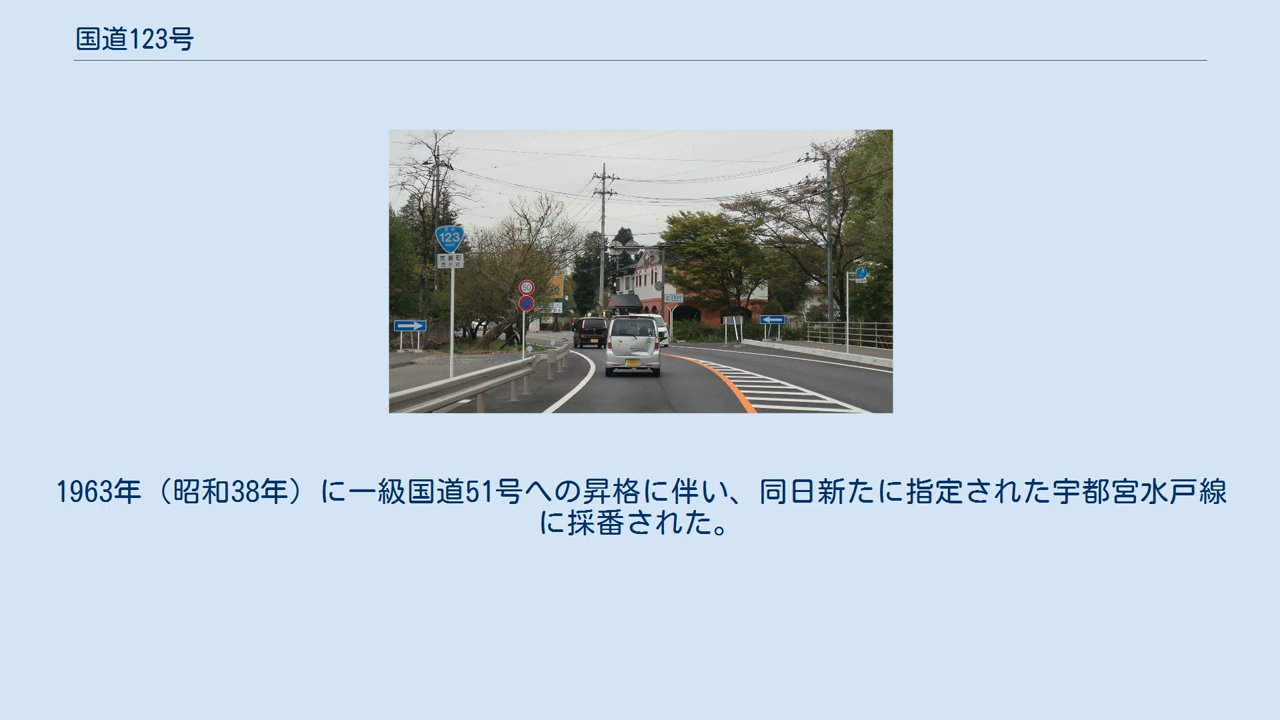 国道123号
123
50
1963年（昭和38年）に一級国道51号への昇格に伴い、同日新たに指定された宇都宮水戸線
に採番された。